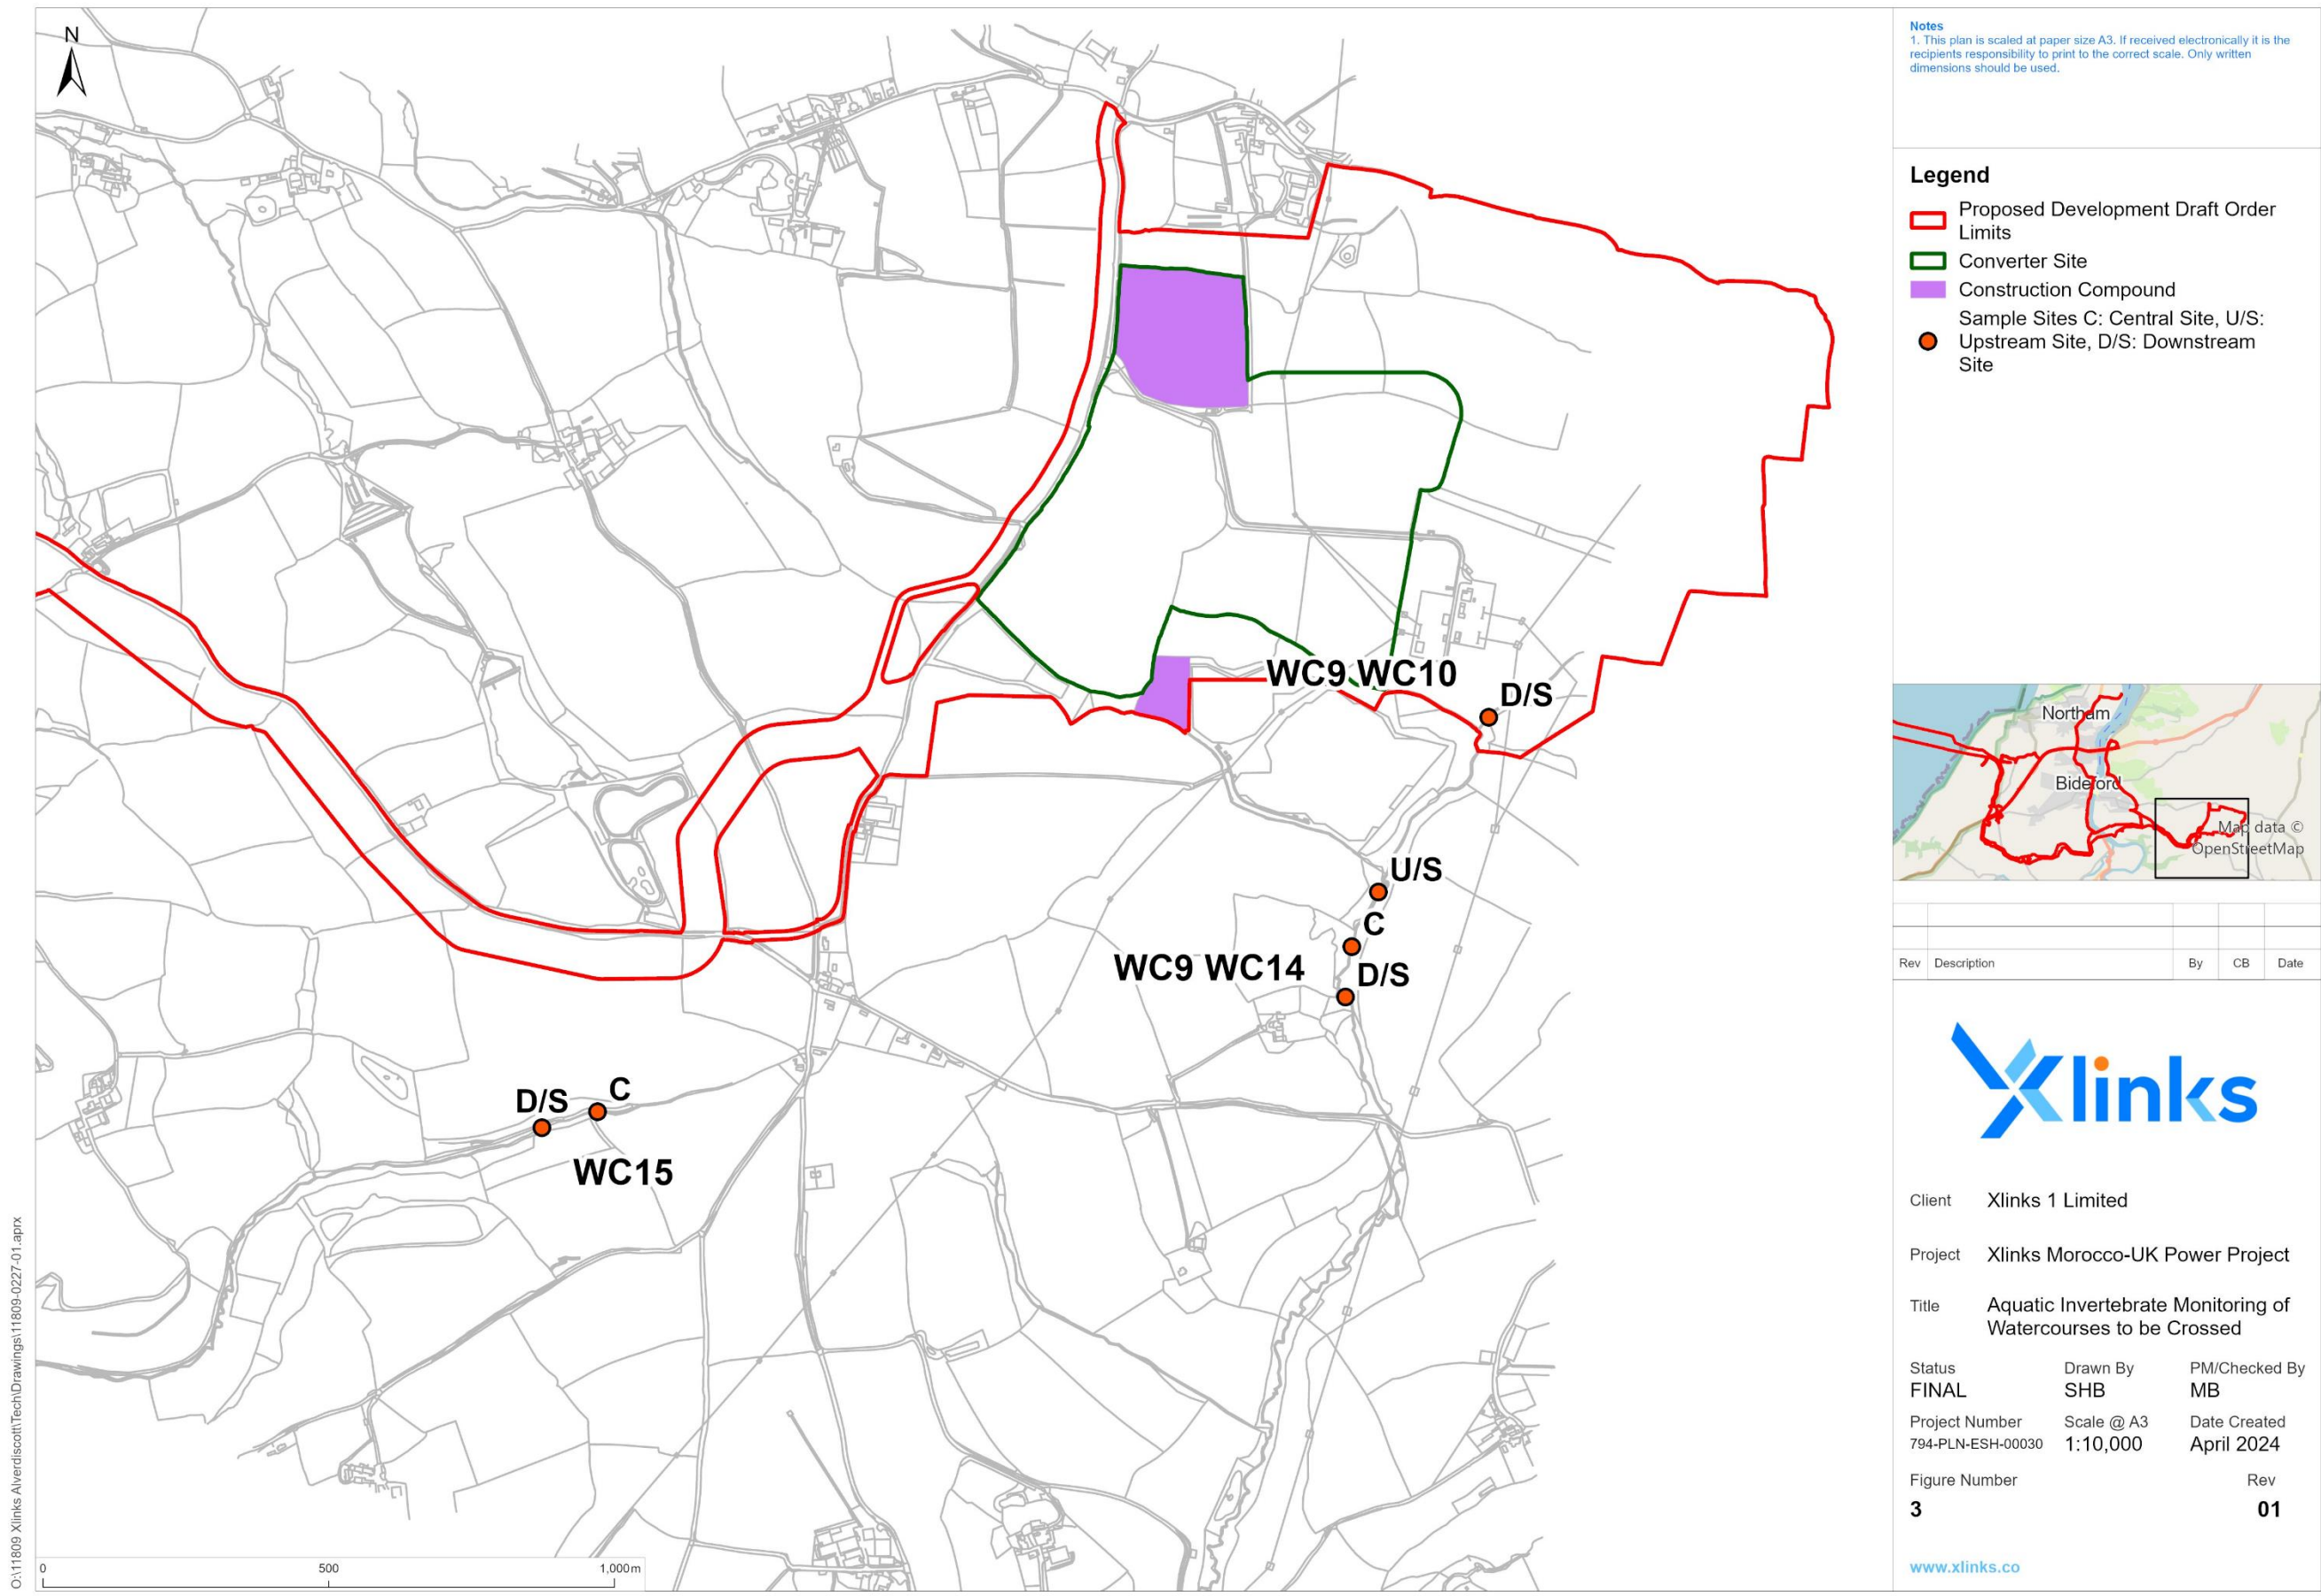 N
WC9 WC10
D/S
U/S
C
WC9 WC14
D/S
D/S
C
WC15
0 500 1,000m
O:\11809 Xlinks Alverdiscott\Tech\Drawings\11809-0227-01.aprx
Notes
1. This plan is scaled at paper size A3. If received electronically it is the
recipients responsibility to print to the correct scale. Only written
dimensions should be used.
Legend
Proposed Development Draft Order
Limits
Converter Site
Construction Compound
Sample Sites C: Central Site, U/S:
Upstream Site, D/S: Downstream
Site
Northam
Bideford
Map data ©
OpenStreetMap
Rev Description By CB Date
Xlinks
Client Xlinks 1 Limited
Project Xlinks Morocco-UK Power Project
Title Aquatic Invertebrate Monitoring of
Watercourses to be Crossed
Status Drawn By PM/Checked By
FINAL SHB MB
Project Number Scale @ A3 Date Created
794-PLN-ESH-00030 1:10,000 April 2024
Figure Number Rev
3 01
www.xlinks.co